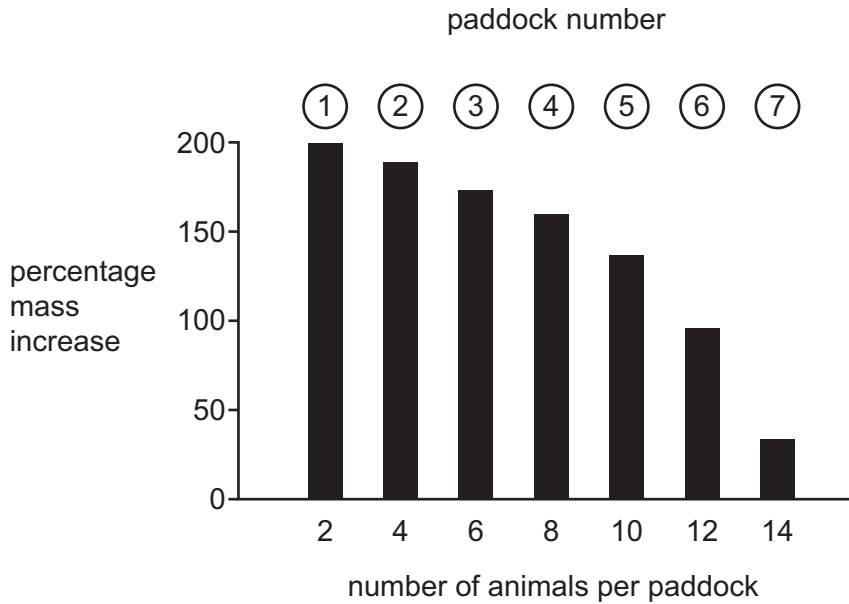 paddock number
1 2 3 4 5 6 7
200
150
100
50
0
percentage
mass
increase
2 4 6 8 10 12 14
number of animals per paddock